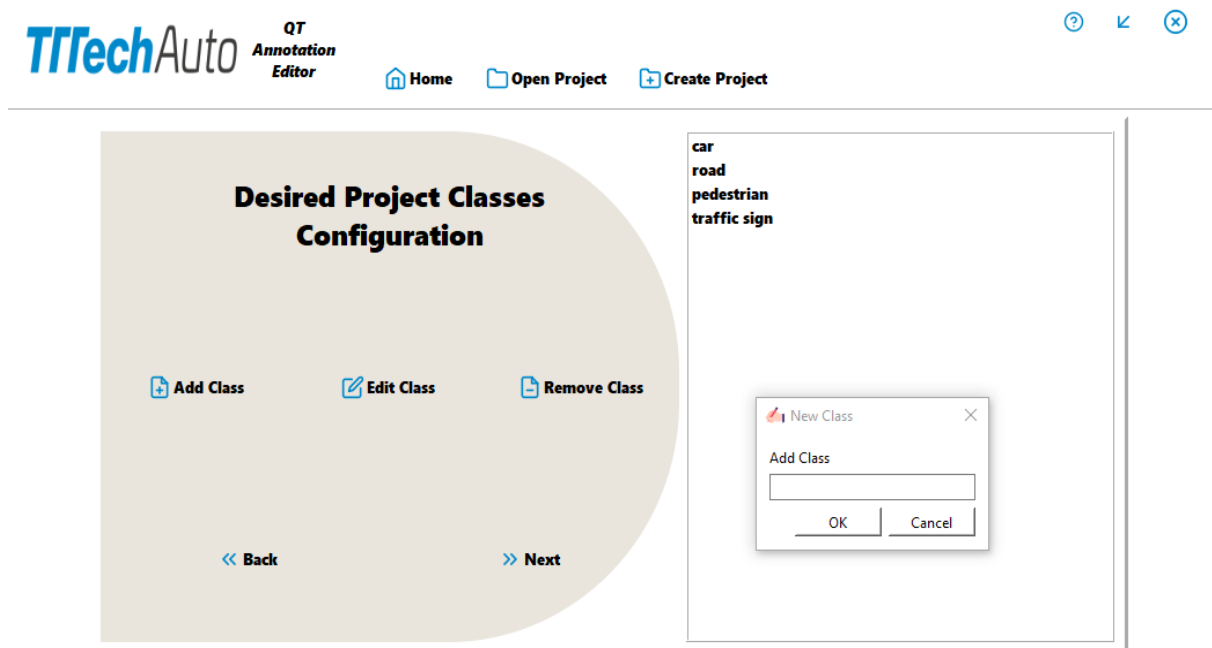 TTTechAuto
QT
Annotation
Editor
Home
Open Project
Create Project
Desired Project Classes
Configuration
Add Class
Edit Class
Remove Class
Back
Next
car
road
pedestrian
traffic sign
New Class
Add Class
OK
Cancel